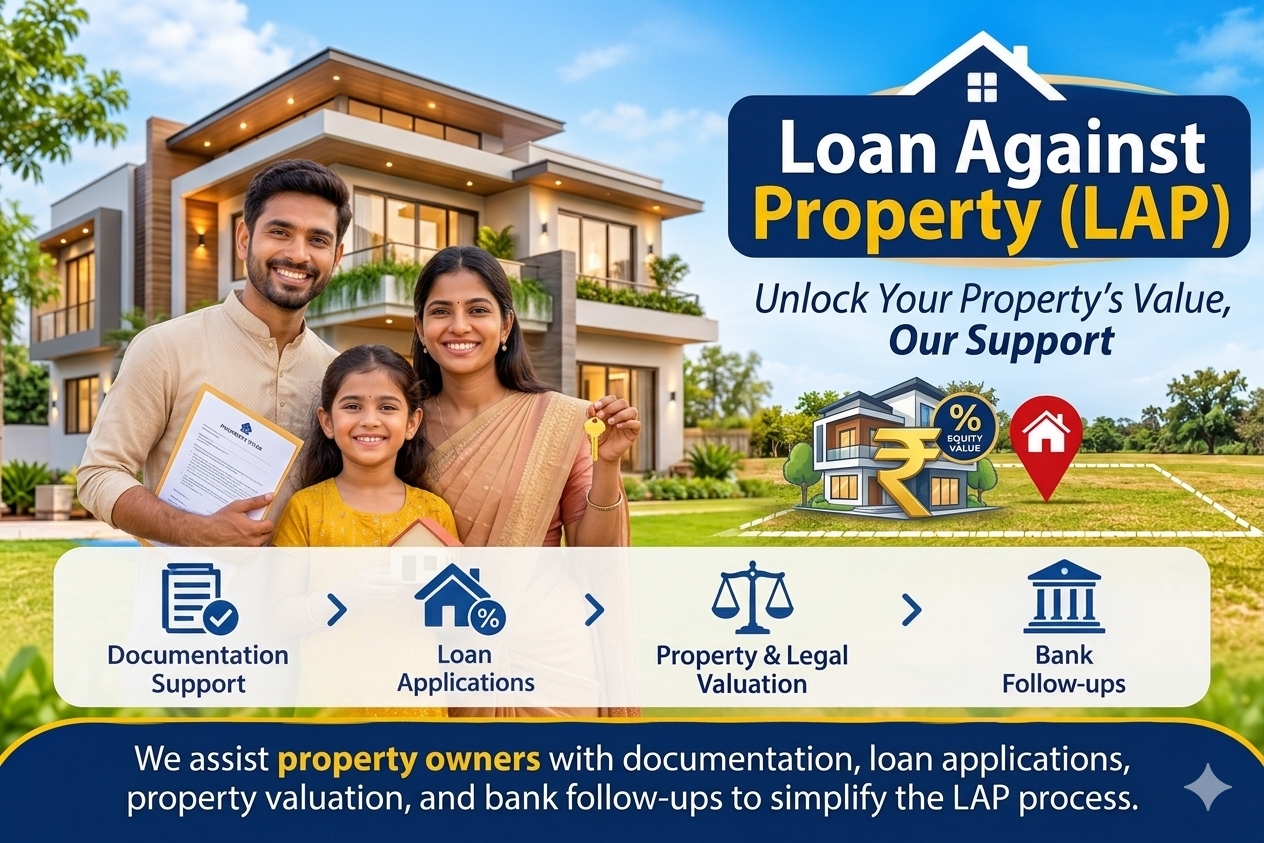 Loan Against
Property (LAP)
Unlock Your Property's Value,
Our Support
%
EQUITY
VALUE
₹
%
Documentation
Support
Loan
Applications
Property & Legal
Valuation
Bank
Follow-ups
We assist property owners with documentation, loan applications,
property valuation, and bank follow-ups to simplify the LAP process.